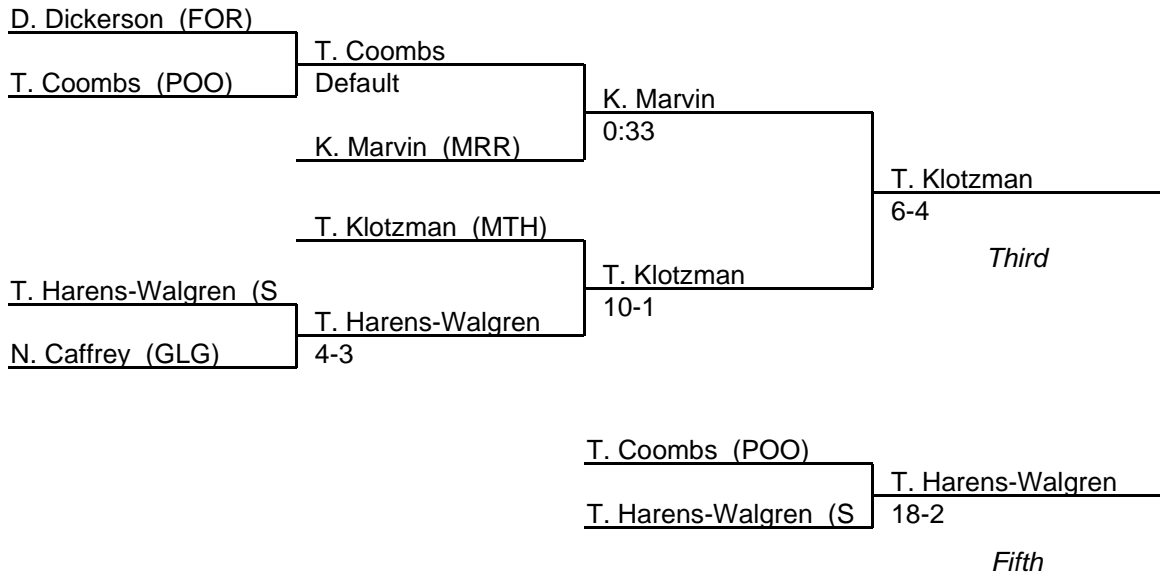 D. Dickerson (FOR)
T. Coombs
T. Coombs (POO)
Default
K. Marvin
0:33
K. Marvin (MRR)
T. Klotzman
6-4
T. Klotzman (MTH)
Third
T. Klotzman
T. Harens-Walgren (S
10-1
T. Harens-Walgren
N. Caffrey (GLG)
4-3
T. Coombs (POO)
T. Harens-Walgren
T. Harens-Walgren (S
18-2
Fifth